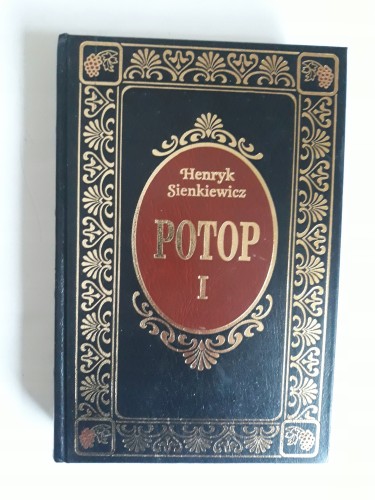 Henryk
Sienkiewicz
POTOP
I